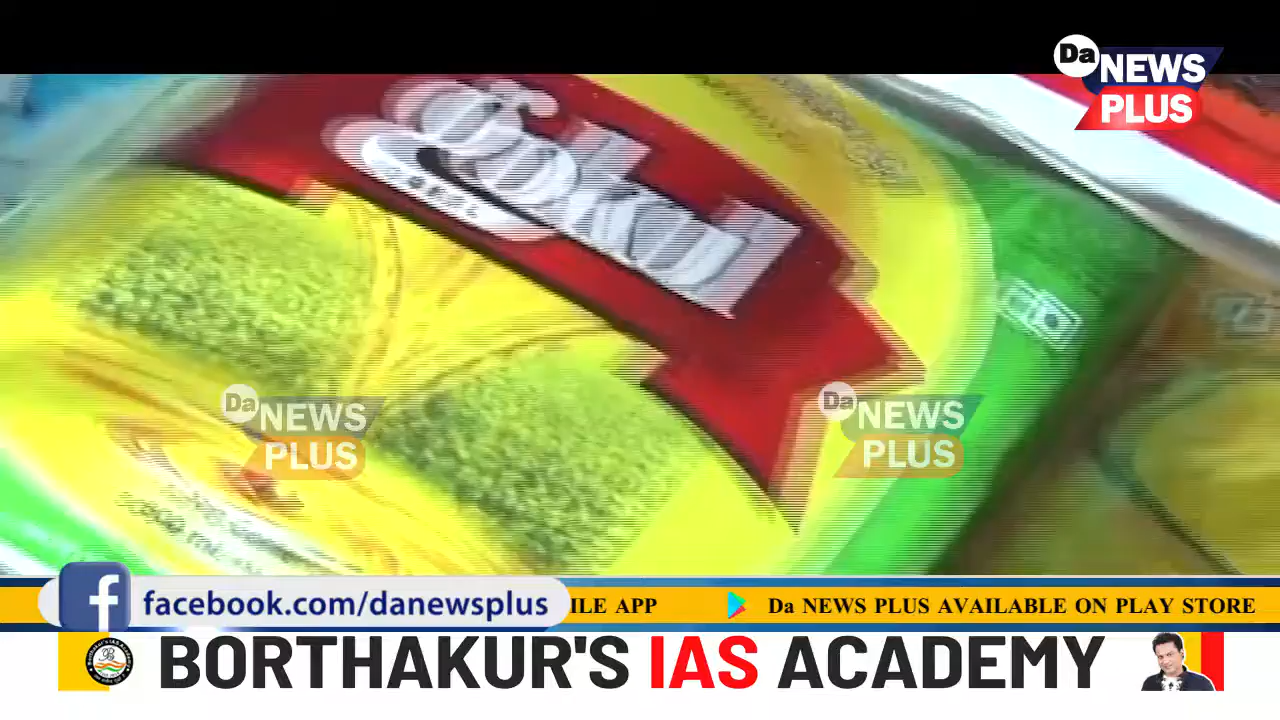 Da NEWS
PLUS
Gokul
Da NEWS
PLUS
Da NEWS
PLUS
facebook.com/danewsplus
ILE APP
Da NEWS PLUS AVAILABLE ON PLAY STORE
BORTHAKUR'S IAS ACADEMY